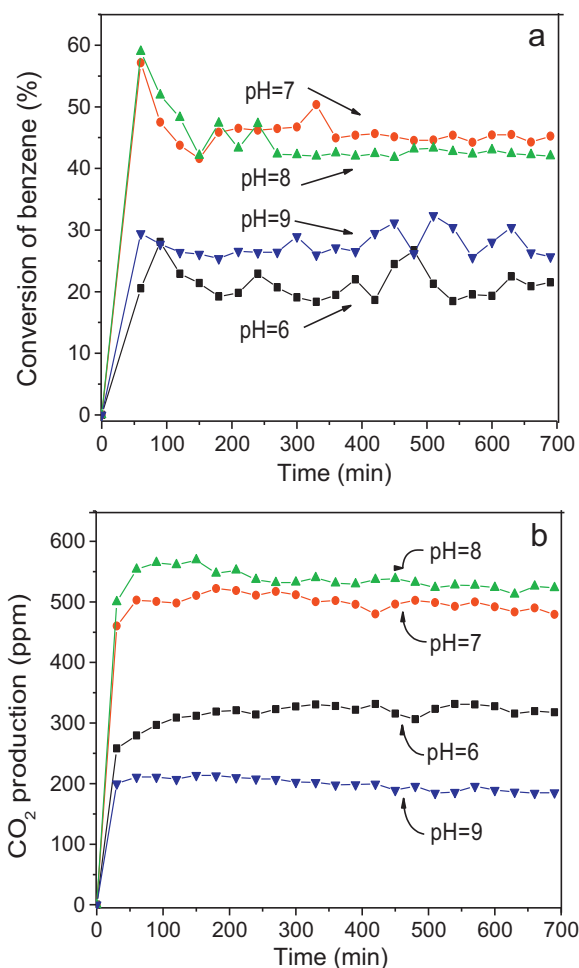 a
60
50
40
30
20
10
0
Conversion of benzene (%)
pH=7
pH=8
pH=9
pH=6
0 100 200 300 400 500 600 700
Time (min)
b
600
500
400
300
200
100
0
CO₂ production (ppm)
pH=8
pH=7
pH=6
pH=9
0 100 200 300 400 500 600 700
Time (min)